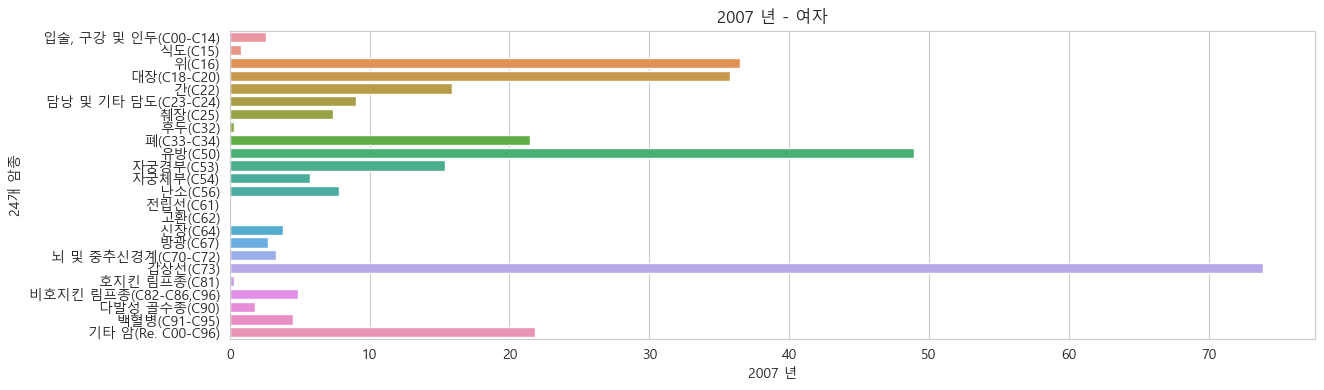 2007 년 - 여자
24개 암종
입술, 구강 및 인두(C00-C14)
식도(C15)
위(C16)
대장(C18-C20)
간(C22)
담낭 및 기타 담도(C23-C24)
췌장(C25)
후두(C32)
폐(C33-C34)
유방(C50)
자궁경부(C53)
자궁체부(C54)
난소(C56)
전립선(C61)
고환(C62)
신장(C64)
방광(C67)
뇌 및 중추신경계(C70-C72)
갑상선(C73)
호지킨 림프종(C81)
비호지킨 림프종(C82-C86,C96)
다발성 골수종(C90)
백혈병(C91-C95)
기타 암(Re. C00-C96)
0 10 20 30 40 50 60 70
2007 년